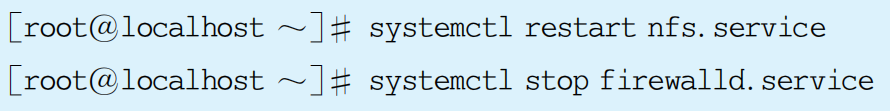 [root@localhost ~]# systemctl restart nfs.service
[root@localhost ~]# systemctl stop firewalld.service